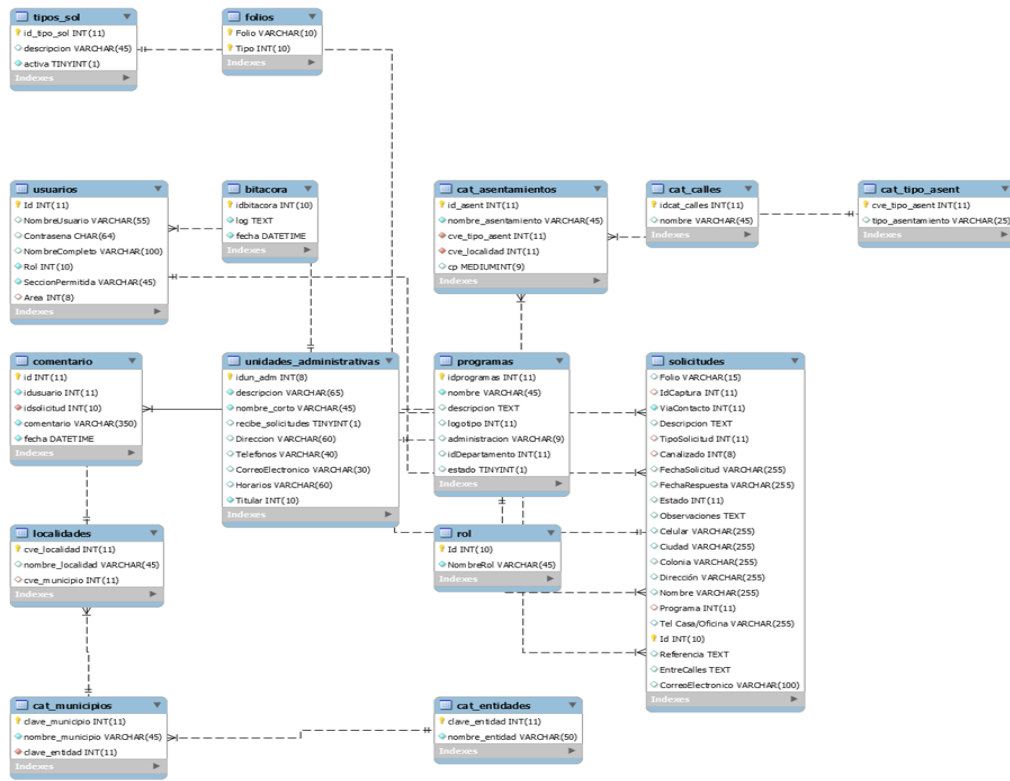 tipos_sol
id_tipo_sol INT(11)
descripcion VARCHAR(45)
activa TINYINT(1)
Indexes
folios
Folio VARCHAR(10)
Tipo INT(10)
Indexes
usuarios
Id INT(11)
NombreUsuario VARCHAR(55)
Contrasena CHAR(64)
NombreCompleto VARCHAR(100)
Rol INT(10)
SeccionPermitida VARCHAR(45)
Area INT(8)
Indexes
bitacora
idbitacora INT(10)
log TEXT
fecha DATETIME
Indexes
cat_asentamientos
id_asent INT(11)
nombre_asentamiento VARCHAR(45)
cve_tipo_asent INT(11)
cve_localidad INT(11)
cp MEDIUMINT(9)
Indexes
cat_calles
idcat_calles INT(11)
nombre VARCHAR(45)
Indexes
cat_tipo_asent
cve_tipo_asent INT(11)
tipo_asentamiento VARCHAR(25)
Indexes
comentario
id INT(11)
idusuario INT(11)
idsolicitud INT(10)
comentario VARCHAR(350)
fecha DATETIME
Indexes
unidades_administrativas
idun_adm INT(8)
descripcion VARCHAR(65)
nombre_corto VARCHAR(45)
recibe_solicitudes TINYINT(1)
Direccion VARCHAR(60)
Telefonos VARCHAR(40)
CorreoElectronico VARCHAR(30)
Horarios VARCHAR(60)
Titular INT(10)
Indexes
programas
idprogramas INT(11)
nombre VARCHAR(45)
descripcion TEXT
logotipo INT(11)
administracion VARCHAR(9)
idDepartamento INT(11)
estado TINYINT(1)
Indexes
solicitudes
Folio VARCHAR(15)
IdCaptura INT(11)
ViaContacto INT(11)
Descripcion TEXT
TipoSolicitud INT(11)
Canalizado INT(8)
FechaSolicitud VARCHAR(255)
FechaRespuesta VARCHAR(255)
Estado INT(11)
Observaciones TEXT
Celular VARCHAR(255)
Ciudad VARCHAR(255)
Colonia VARCHAR(255)
Dirección VARCHAR(255)
Nombre VARCHAR(255)
Programa INT(11)
Tel Casa/Oficina VARCHAR(255)
Id INT(10)
Referencia TEXT
EntreCalles TEXT
CorreoElectronico VARCHAR(100)
Indexes
localidades
cve_localidad INT(11)
nombre_localidad VARCHAR(45)
cve_municipio INT(11)
Indexes
rol
Id INT(10)
NombreRol VARCHAR(45)
Indexes
cat_municipios
clave_municipio INT(11)
nombre_municipio VARCHAR(45)
clave_entidad INT(11)
Indexes
cat_entidades
clave_entidad INT(11)
nombre_entidad VARCHAR(50)
Indexes